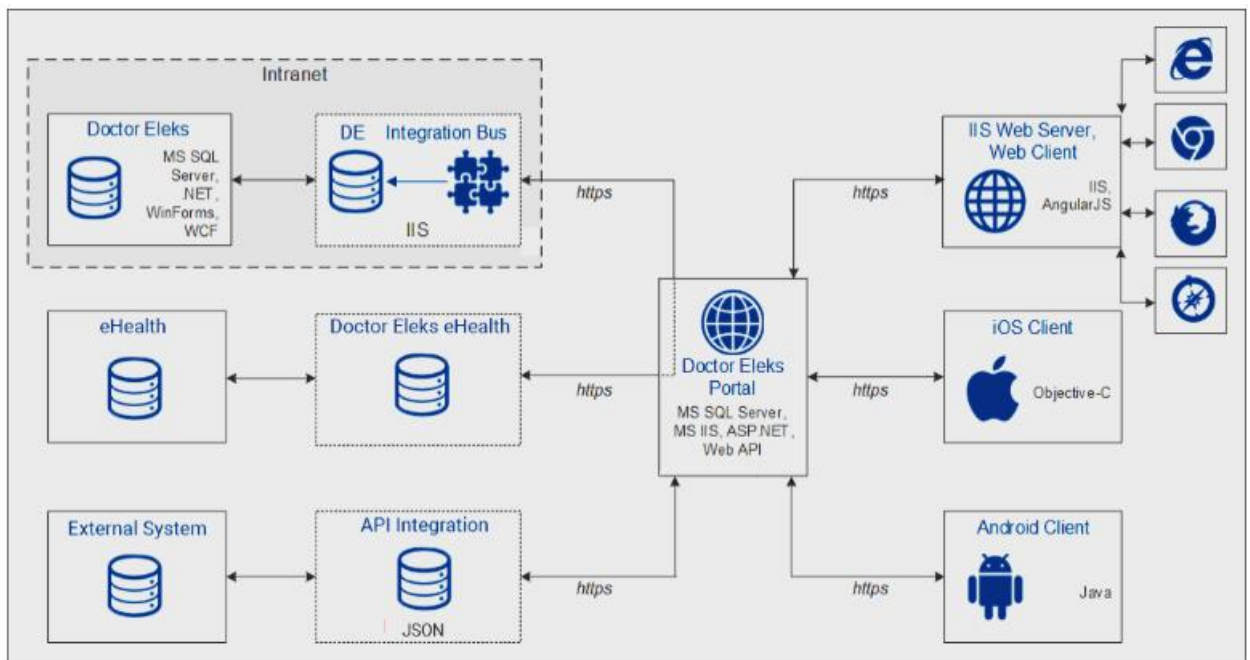 Intranet
Doctor Eleks
MS SQL
Server,
.NET,
WinForms,
WCF
DE Integration Bus
IIS
https
https
IIS Web Server,
Web Client
IIS,
AngularJS
eHealth
Doctor Eleks eHealth
https
Doctor Eleks
Portal
MS SQL Server,
MS IIS, ASP.NET,
Web API
https
iOS Client
Objective-C
External System
API Integration
JSON
https
https
Android Client
Java